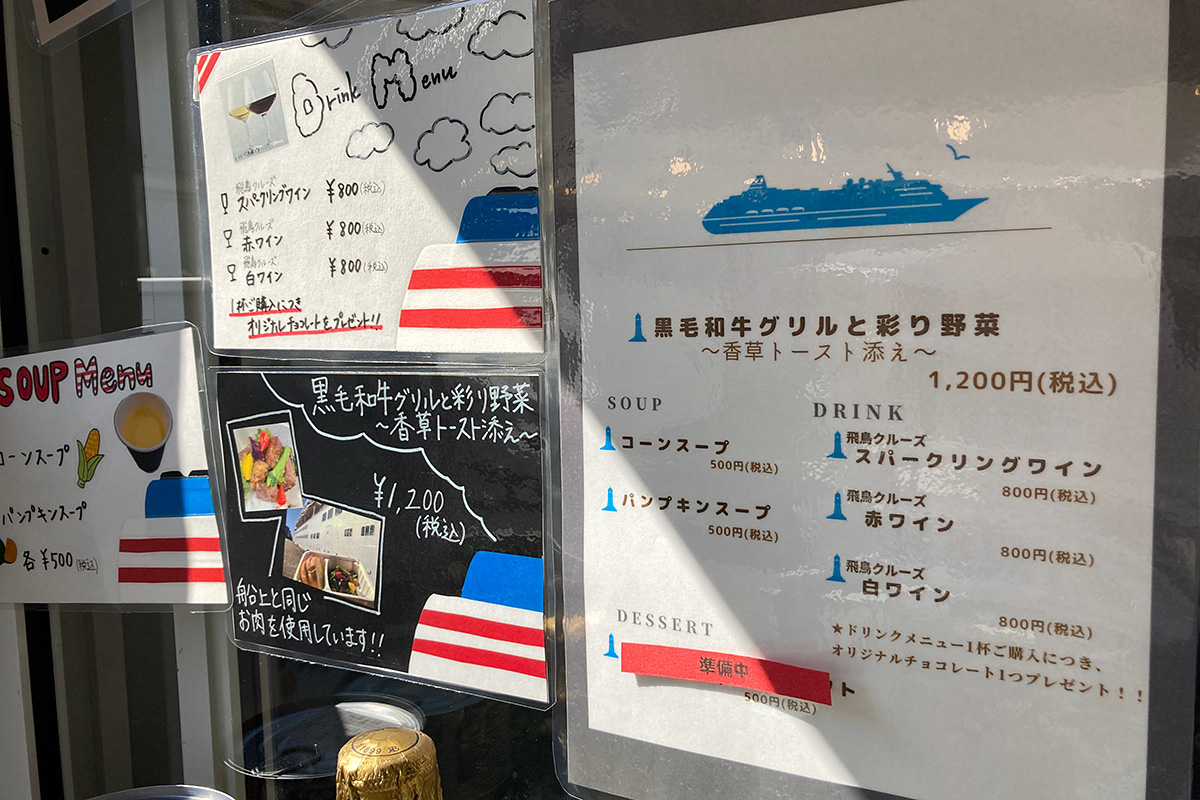 Drink Menu
飛鳥クルーズ
スパークリングワイン ¥800(税込)
飛鳥クルーズ
赤ワイン ¥800(税込)
飛鳥クルーズ
白ワイン ¥800(税込)
1杯ご購入につき
オリジナルチョコレートをプレゼント!!
SOUP Menu
コーンスープ
パンプキンスープ
各¥500(税込)
黒毛和牛グリルと彩り野菜
~香草トースト添え~
¥1,200
(税込)
船上と同じ
お肉を使用しています!!
黒毛和牛グリルと彩り野菜
~香草トースト添え~
1,200円(税込)
SOUP
コーンスープ
500円(税込)
パンプキンスープ
500円(税込)
DRINK
飛鳥クルーズ
スパークリングワイン
800円(税込)
飛鳥クルーズ
赤ワイン
800円(税込)
飛鳥クルーズ
白ワイン
800円(税込)
★ドリンクメニュー1杯ご購入につき、
オリジナルチョコレート1つプレゼント!!
DESSERT
準備中
500円(税込)